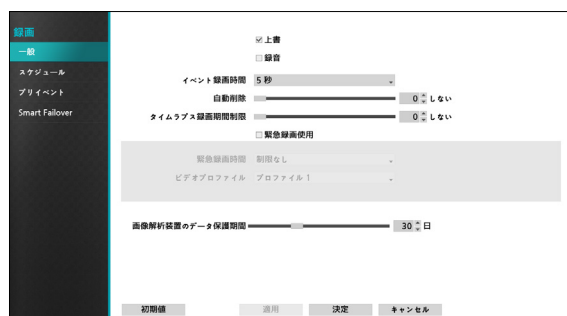 録画
一般
スケジュール
プリイベント
Smart Failover
上書
録音
イベント録画時間 5 秒
自動削除 0 しない
タイムラプス録画期間制限 0 しない
緊急録画使用
緊急録画時間 制限なし
ビデオプロファイル プロファイル 1
画像解析装置のデータ保護期間 30 日
初期値 適用 決定 キャンセル